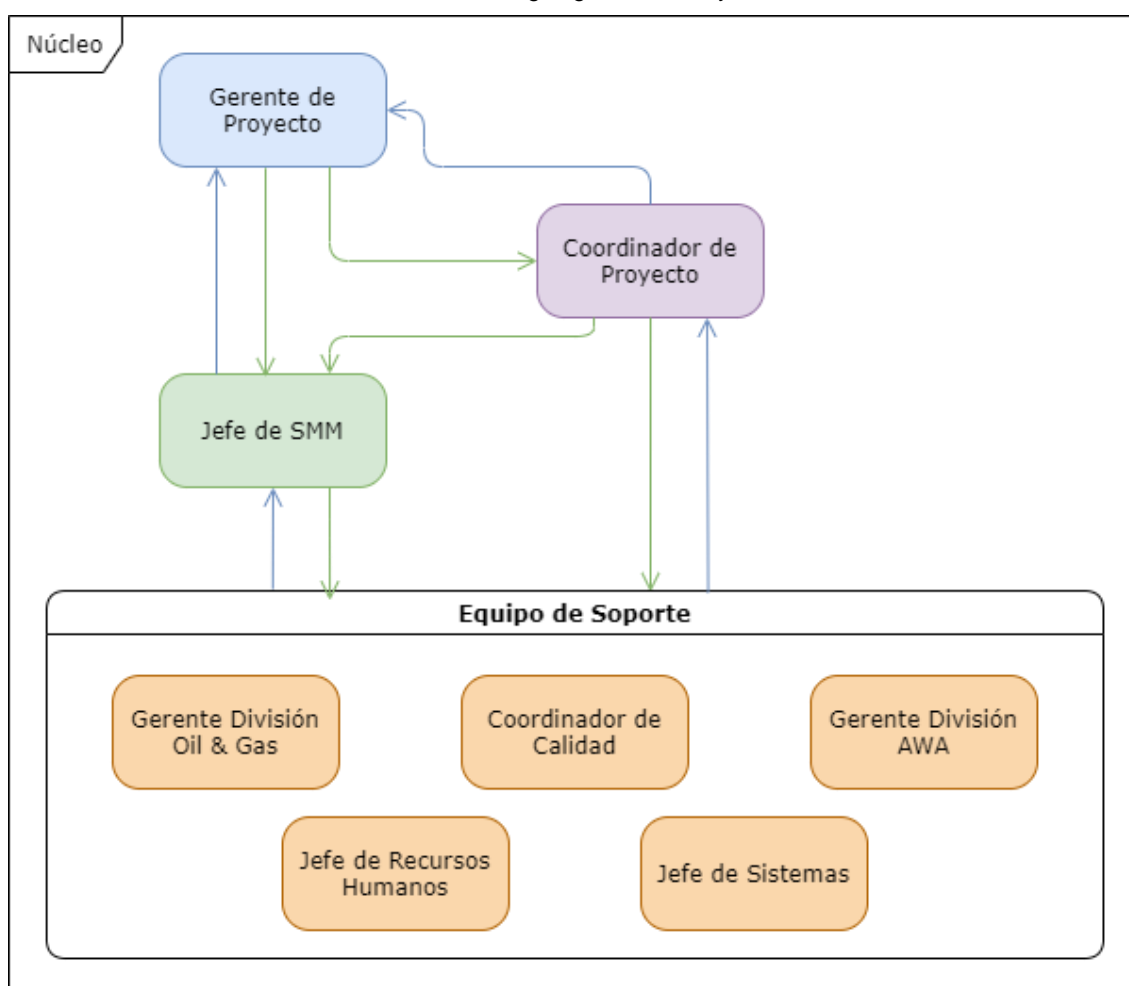 Núcleo
Gerente de
Proyecto
Coordinador de
Proyecto
Jefe de SMM
Equipo de Soporte
Gerente División
Oil & Gas
Coordinador de
Calidad
Gerente División
AWA
Jefe de Recursos
Humanos
Jefe de Sistemas